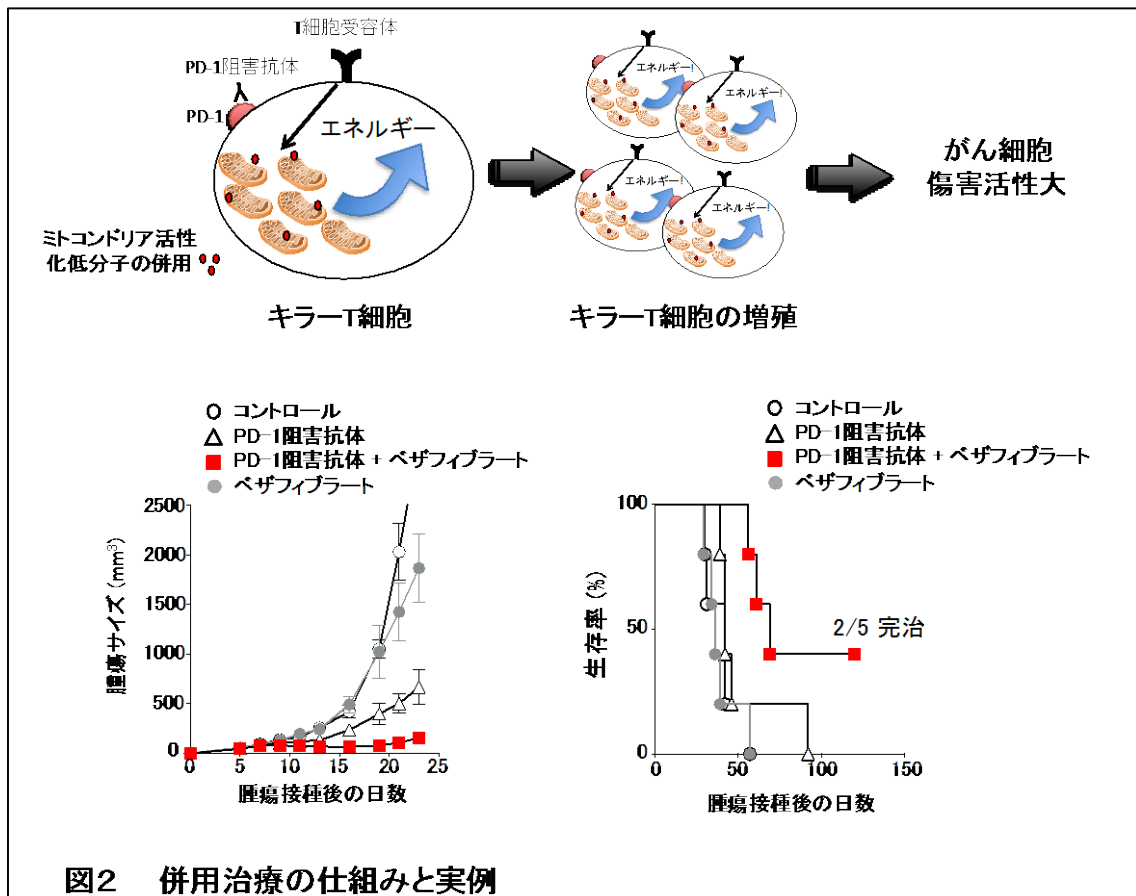 T細胞受容体
PD-1阻害抗体
PD-1
エネルギー
ミトコンドリア活性
化低分子の併用
キラーT細胞
エネルギー!
エネルギー!
エネルギー!
エネルギー!
キラーT細胞の増殖
がん細胞
傷害活性大
コントロール
PD-1阻害抗体
PD-1阻害抗体 + ベザフィブラート
ベザフィブラート
2500
2000
1500
1000
500
0
腫瘍サイズ (mm³)
0 5 10 15 20 25
腫瘍接種後の日数
コントロール
PD-1阻害抗体
PD-1阻害抗体 + ベザフィブラート
ベザフィブラート
100
50
0
生存率 (%)
2/5 完治
0 50 100 150
腫瘍接種後の日数
図2 併用治療の仕組みと実例